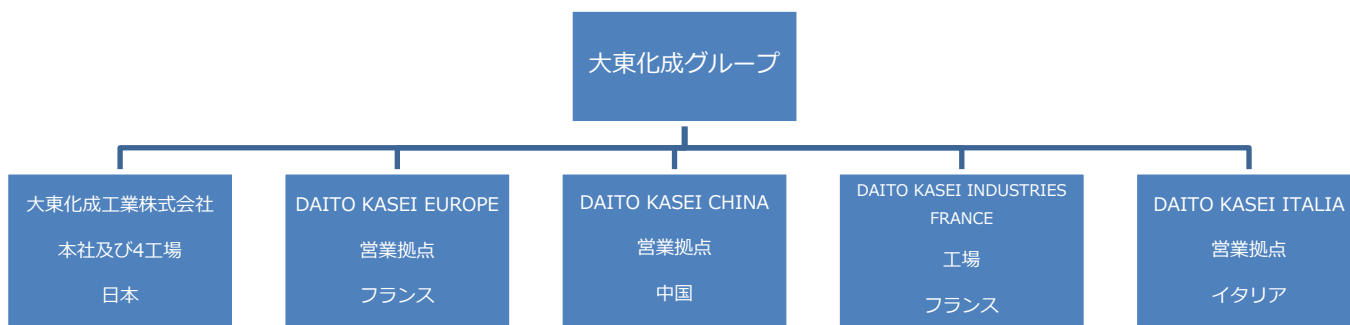 大東化成グループ
大東化成工業株式会社
本社及び4工場
日本
DAITO KASEI EUROPE
営業拠点
フランス
DAITO KASEI CHINA
営業拠点
中国
DAITO KASEI INDUSTRIES
FRANCE
工場
フランス
DAITO KASEI ITALIA
営業拠点
イタリア